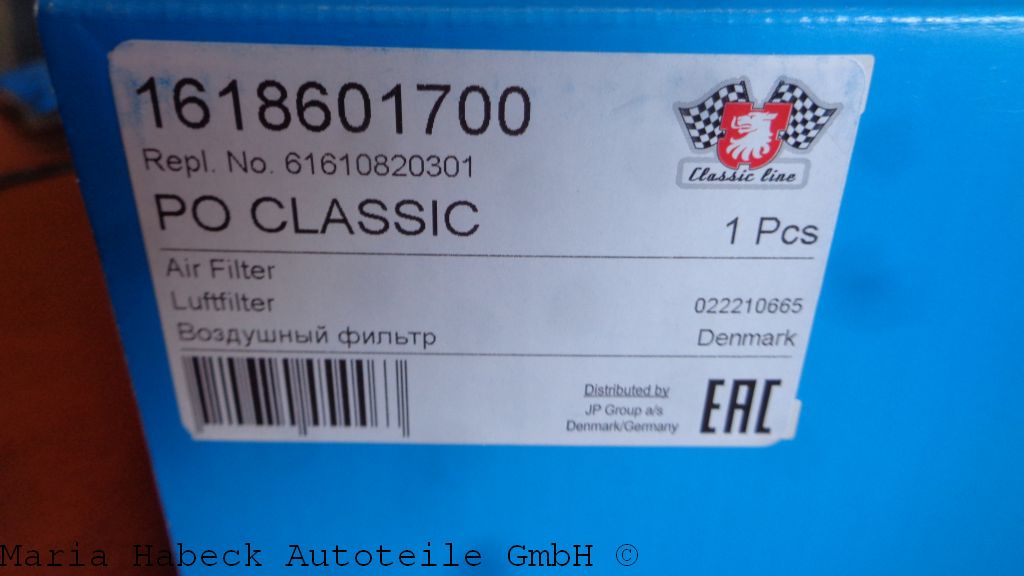 1618601700
Repl. No. 61610820301
Classic line
PO CLASSIC
1 Pcs
Air Filter
Luftfilter
022210665
Воздушный фильтр
Denmark
Distributed by
JP Group a/s
Denmark/Germany
EAC
Maria Habeck Autoteile GmbH ©